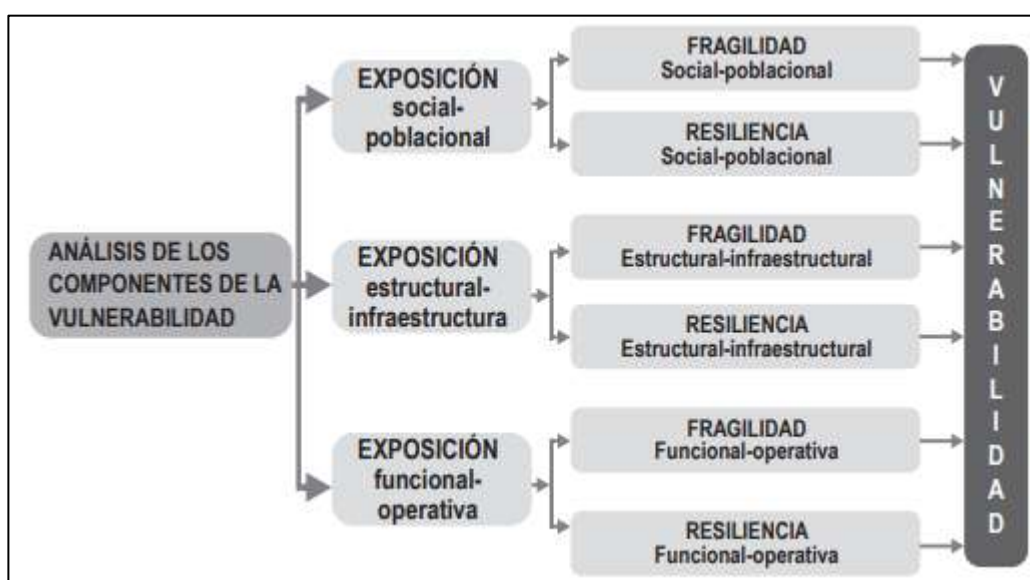 ANÁLISIS DE LOS
COMPONENTES DE LA
VULNERABILIDAD
EXPOSICIÓN
social-
poblacional
FRAGILIDAD
Social-poblacional
RESILIENCIA
Social-poblacional
EXPOSICIÓN
estructural-
infraestructura
FRAGILIDAD
Estructural-infraestructural
RESILIENCIA
Estructural-infraestructural
EXPOSICIÓN
funcional-
operativa
FRAGILIDAD
Funcional-operativa
RESILIENCIA
Funcional-operativa
VULNERABILIDAD